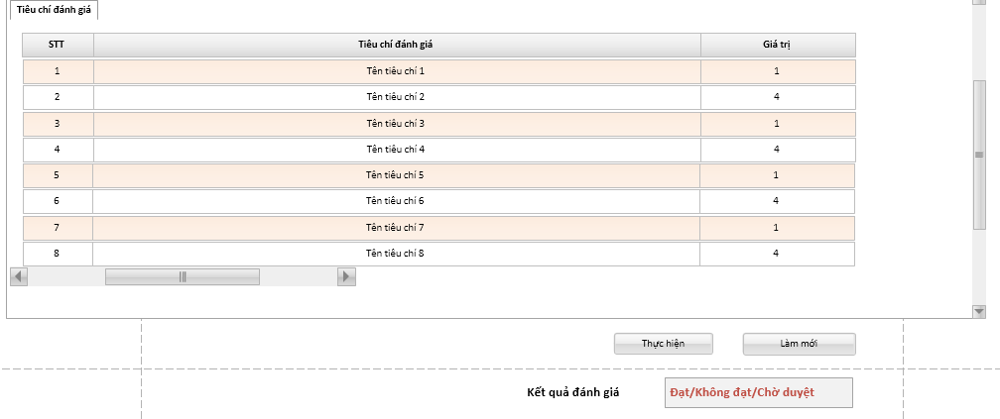 Tiêu chí đánh giá
STT Tiêu chí đánh giá Giá trị
1 Tên tiêu chí 1 1
2 Tên tiêu chí 2 4
3 Tên tiêu chí 3 1
4 Tên tiêu chí 4 4
5 Tên tiêu chí 5 1
6 Tên tiêu chí 6 4
7 Tên tiêu chí 7 1
8 Tên tiêu chí 8 4
Thực hiện Làm mới
Kết quả đánh giá Đạt/Không đạt/Chờ duyệt